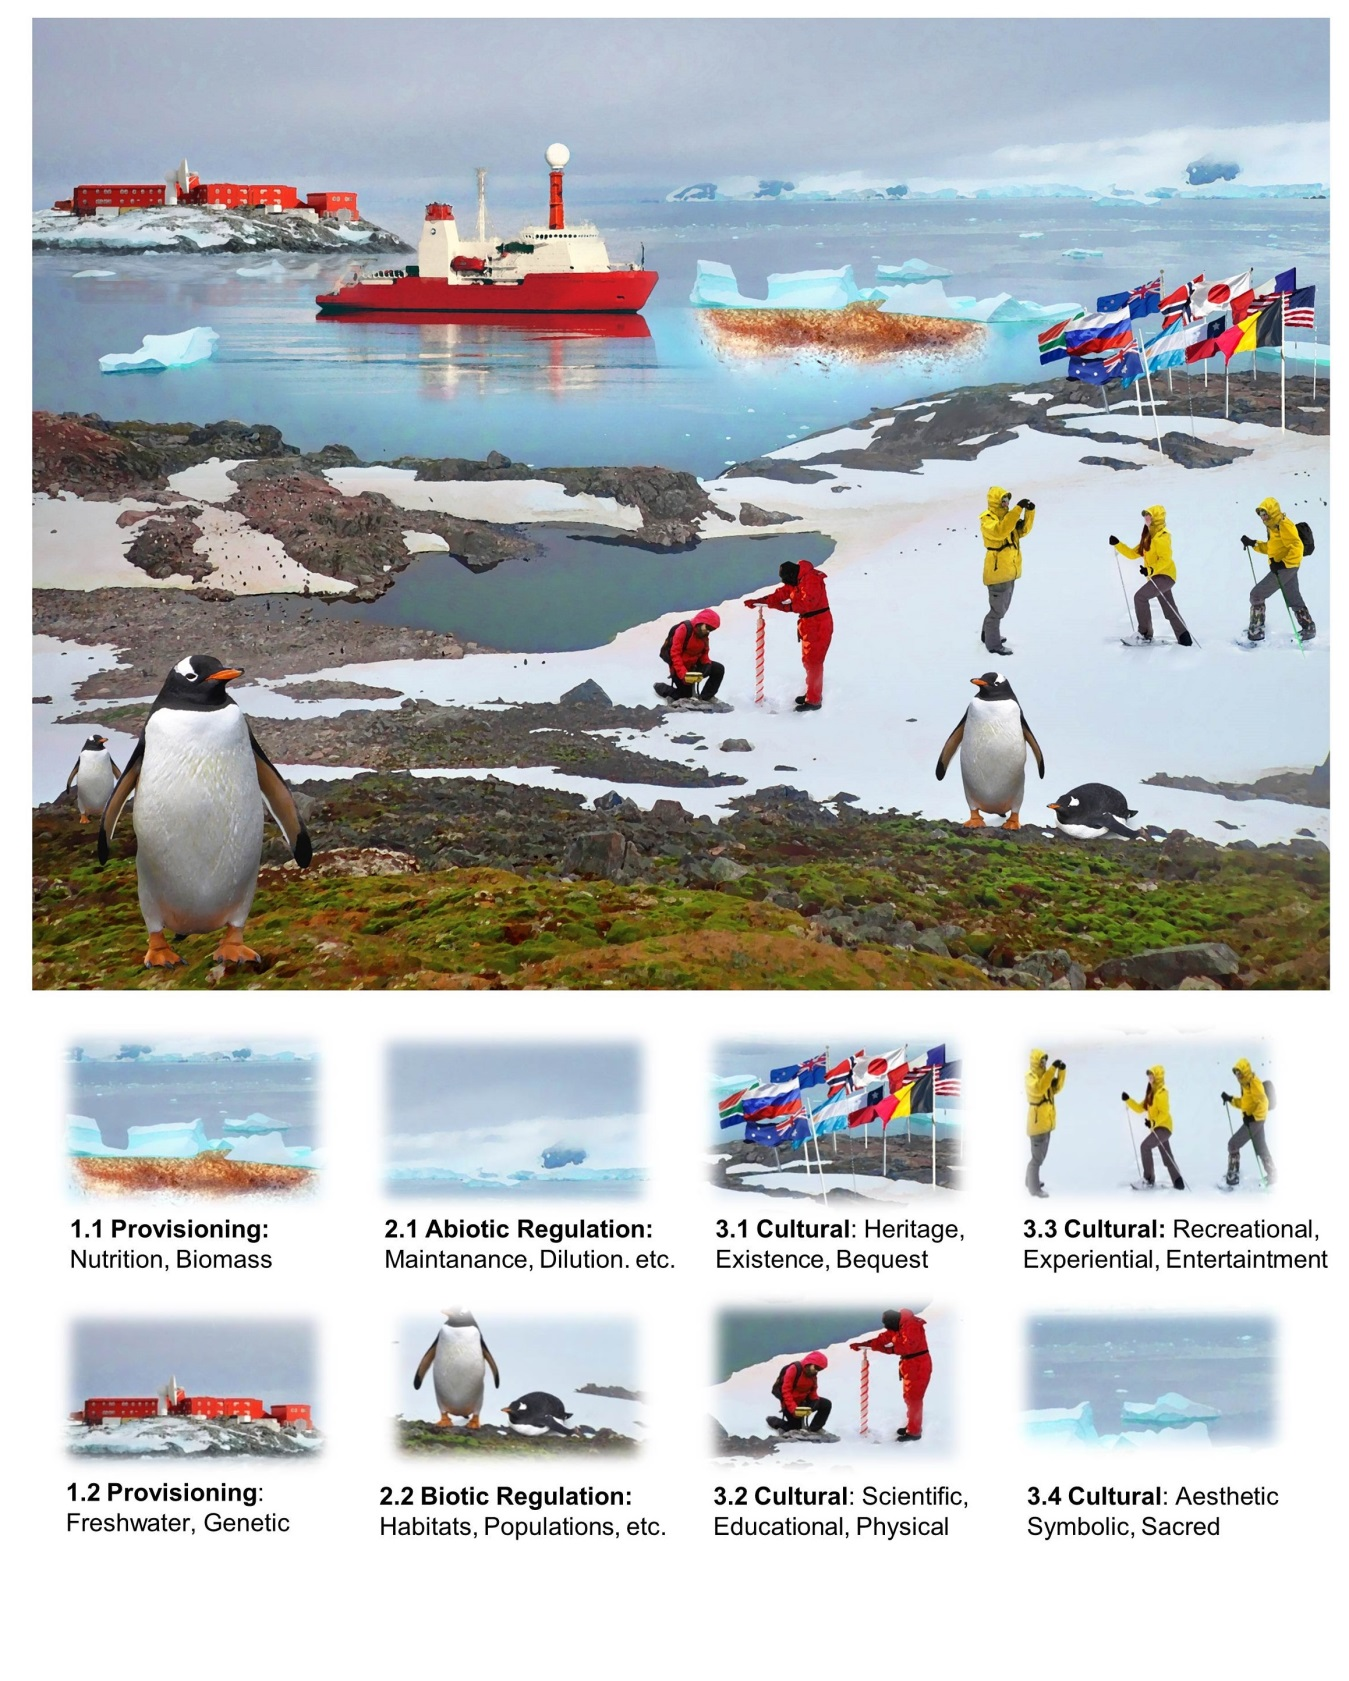 1.1 Provisioning:
Nutrition, Biomass
2.1 Abiotic Regulation:
Maintanance, Dilution. etc.
3.1 Cultural: Heritage,
Existence, Bequest
3.3 Cultural: Recreational,
Experiential, Entertaintment
1.2 Provisioning:
Freshwater, Genetic
2.2 Biotic Regulation:
Habitats, Populations, etc.
3.2 Cultural: Scientific,
Educational, Physical
3.4 Cultural: Aesthetic
Symbolic, Sacred